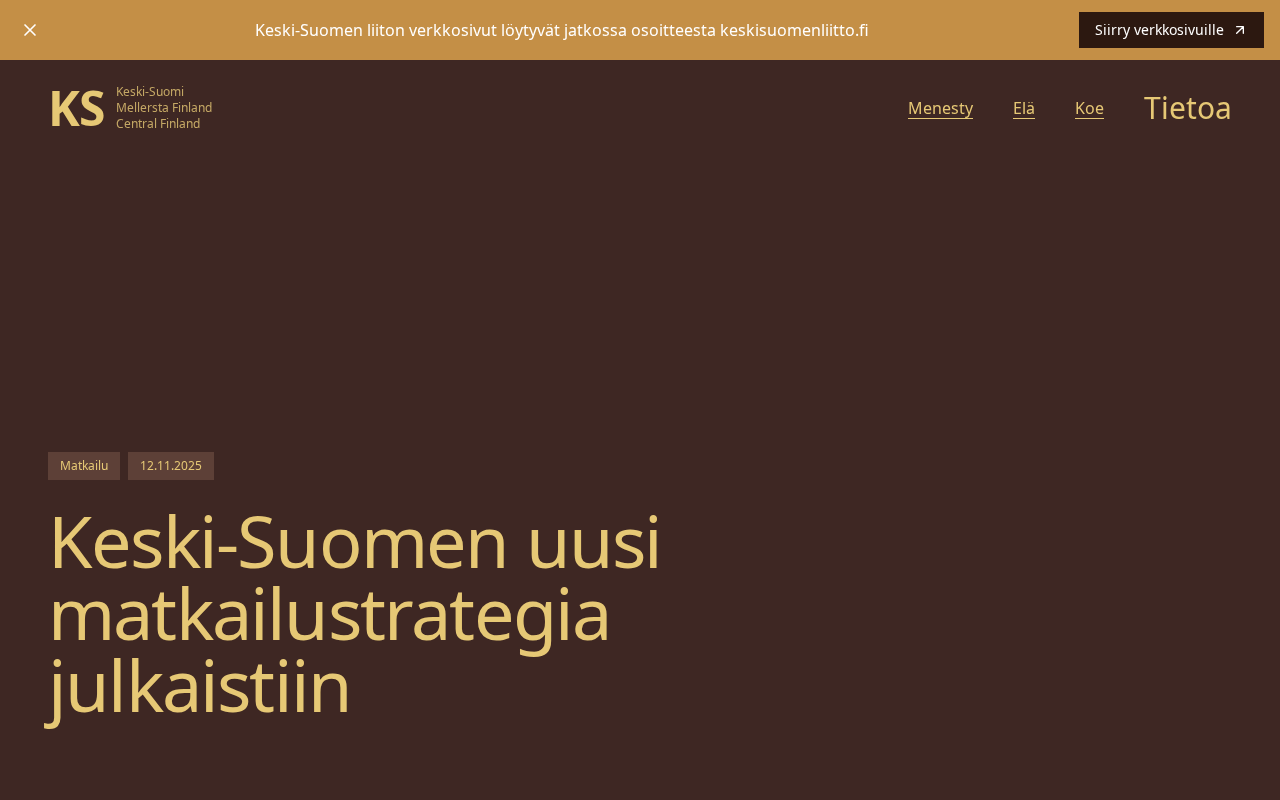 Keski-Suomen liiton verkkosivut löytyvät jatkossa osoitteesta keskisuomenliitto.fi
Siirry verkkosivuille
KS
Keski-Suomi
Mellersta Finland
Central Finland
Menesty
Elä
Koe
Tietoa
Matkailu
12.11.2025
Keski-Suomen uusi
matkailustrategia
julkaistiin